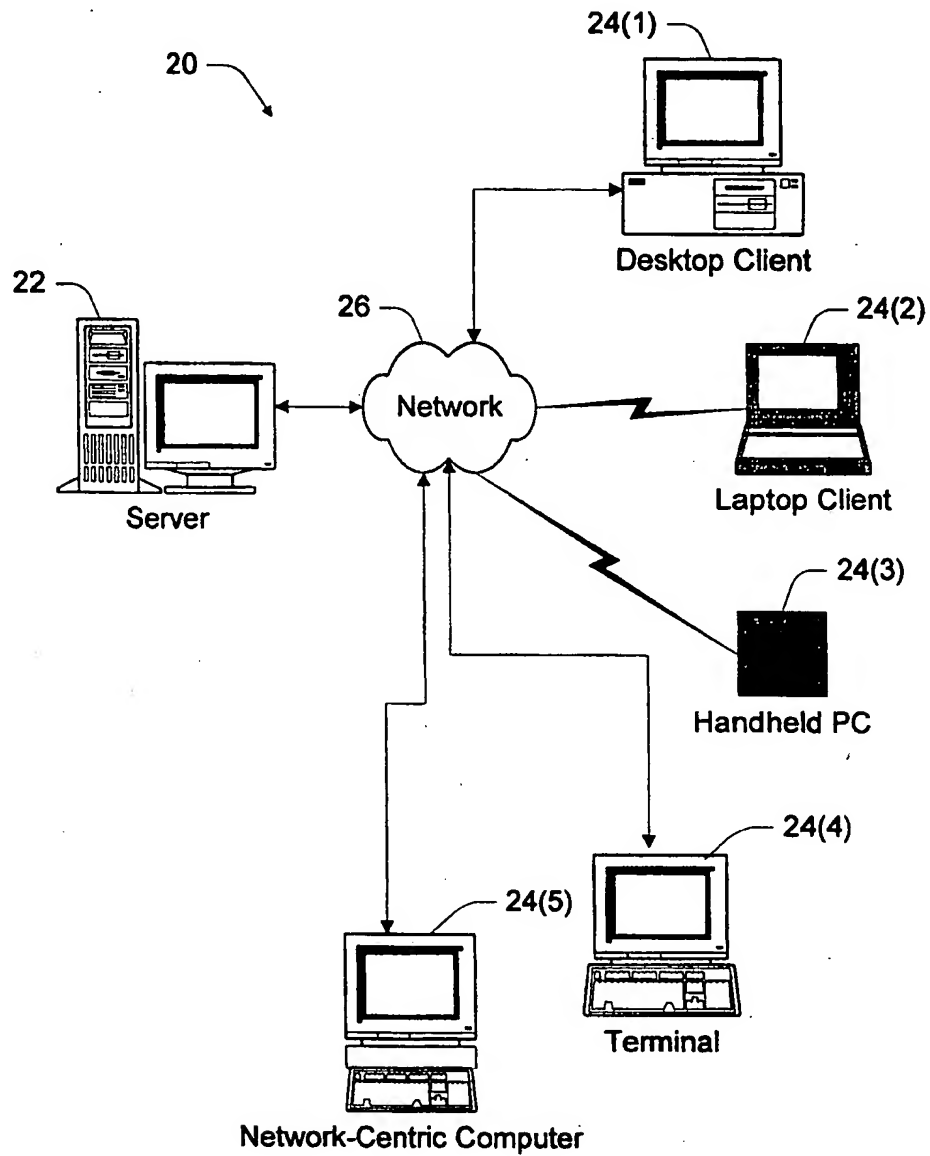 24(1)
20
Desktop Client
22
26
24(2)
Network
Server
Laptop Client
24(3)
Handheld PC
24(4)
24(5)
Terminal
Network-Centric Computer